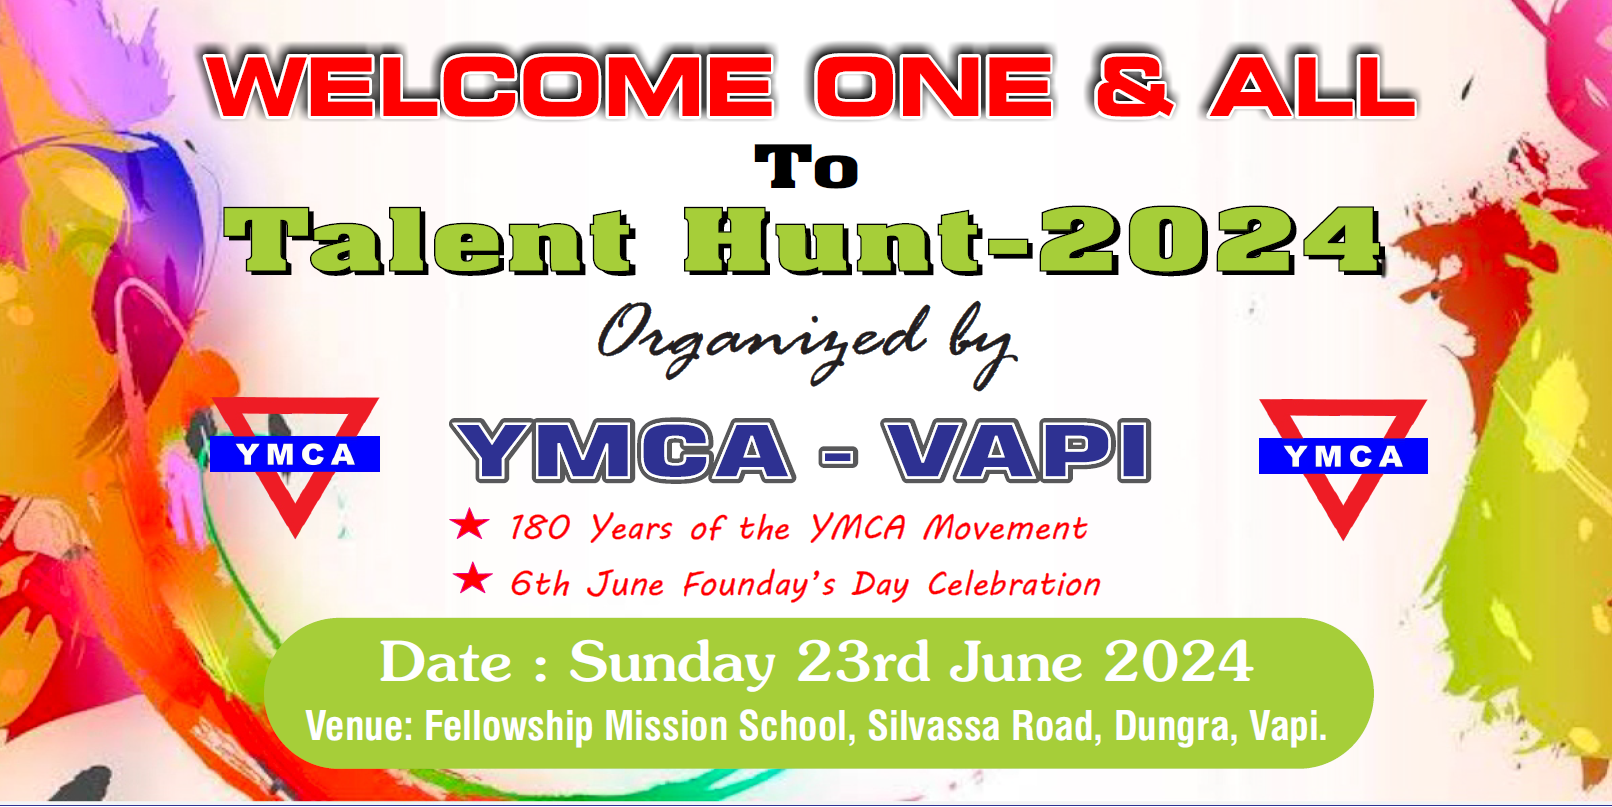 WELCOME ONE & ALL
To
Talent Hunt-2024
Organized by
YMCA
YMCA - VAPI
YMCA
180 Years of the YMCA Movement
6th June Founday's Day Celebration
Date : Sunday 23rd June 2024
Venue: Fellowship Mission School, Silvassa Road, Dungra, Vapi.